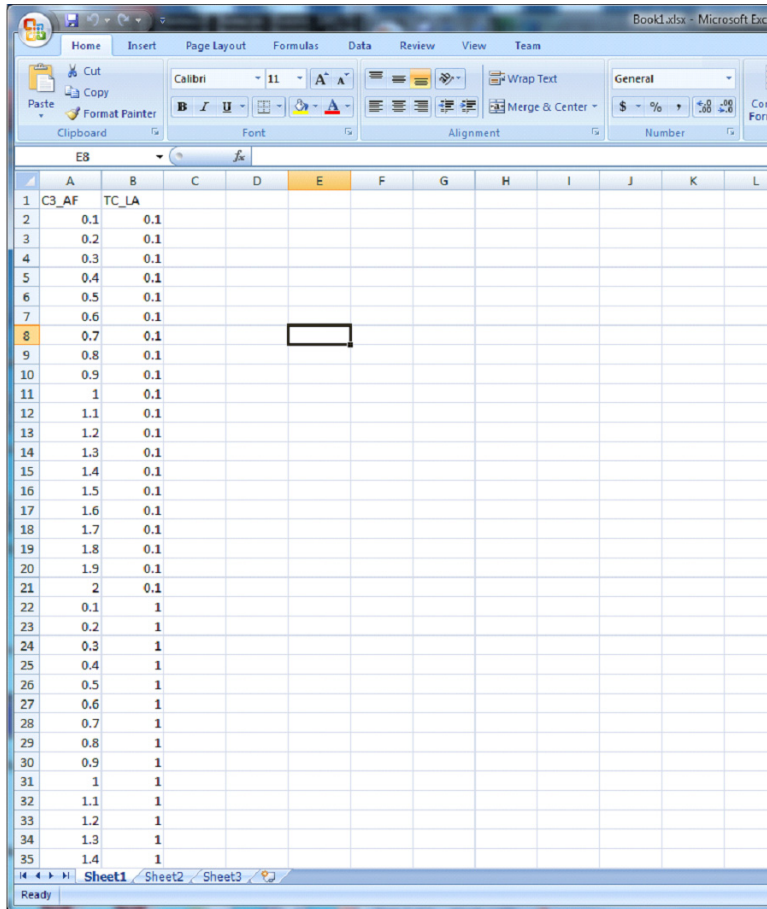 Book1.xlsx - Microsoft Exc
Home Insert Page Layout Formulas Data Review View Team
Paste Cut Copy Format Painter
Calibri 11 A A Wrap Text General
B I U A Merge & Center $ % , .0 .00 .00 .0 Cor For
Clipboard Font Alignment Number
E8 fx
A B C D E F G H I J K L
1 C3_AF TC_LA
2 0.1 0.1
3 0.2 0.1
4 0.3 0.1
5 0.4 0.1
6 0.5 0.1
7 0.6 0.1
8 0.7 0.1
9 0.8 0.1
10 0.9 0.1
11 1 0.1
12 1.1 0.1
13 1.2 0.1
14 1.3 0.1
15 1.4 0.1
16 1.5 0.1
17 1.6 0.1
18 1.7 0.1
19 1.8 0.1
20 1.9 0.1
21 2 0.1
22 0.1 1
23 0.2 1
24 0.3 1
25 0.4 1
26 0.5 1
27 0.6 1
28 0.7 1
29 0.8 1
30 0.9 1
31 1 1
32 1.1 1
33 1.2 1
34 1.3 1
35 1.4 1
Sheet1 Sheet2 Sheet3
Ready